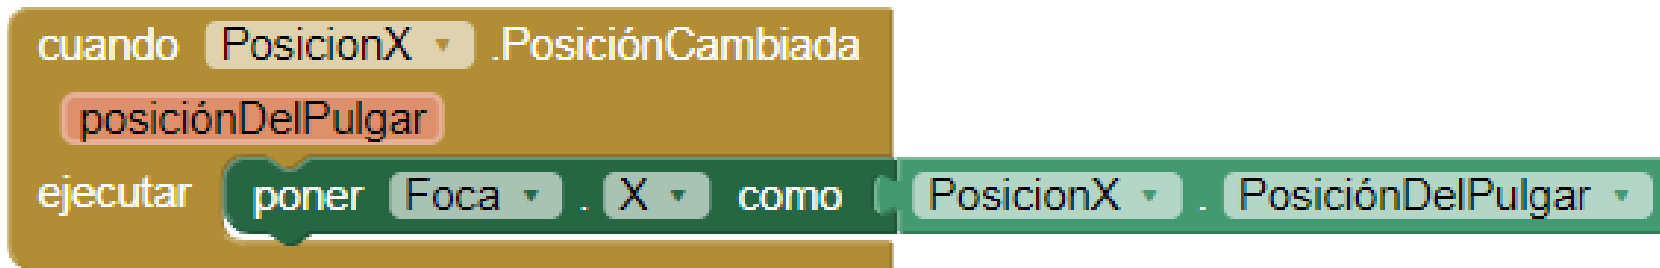 cuando PosicionX .PosiciónCambiada
posiciónDelPulgar
ejecutar poner Foca . X como PosicionX . PosiciónDelPulgar